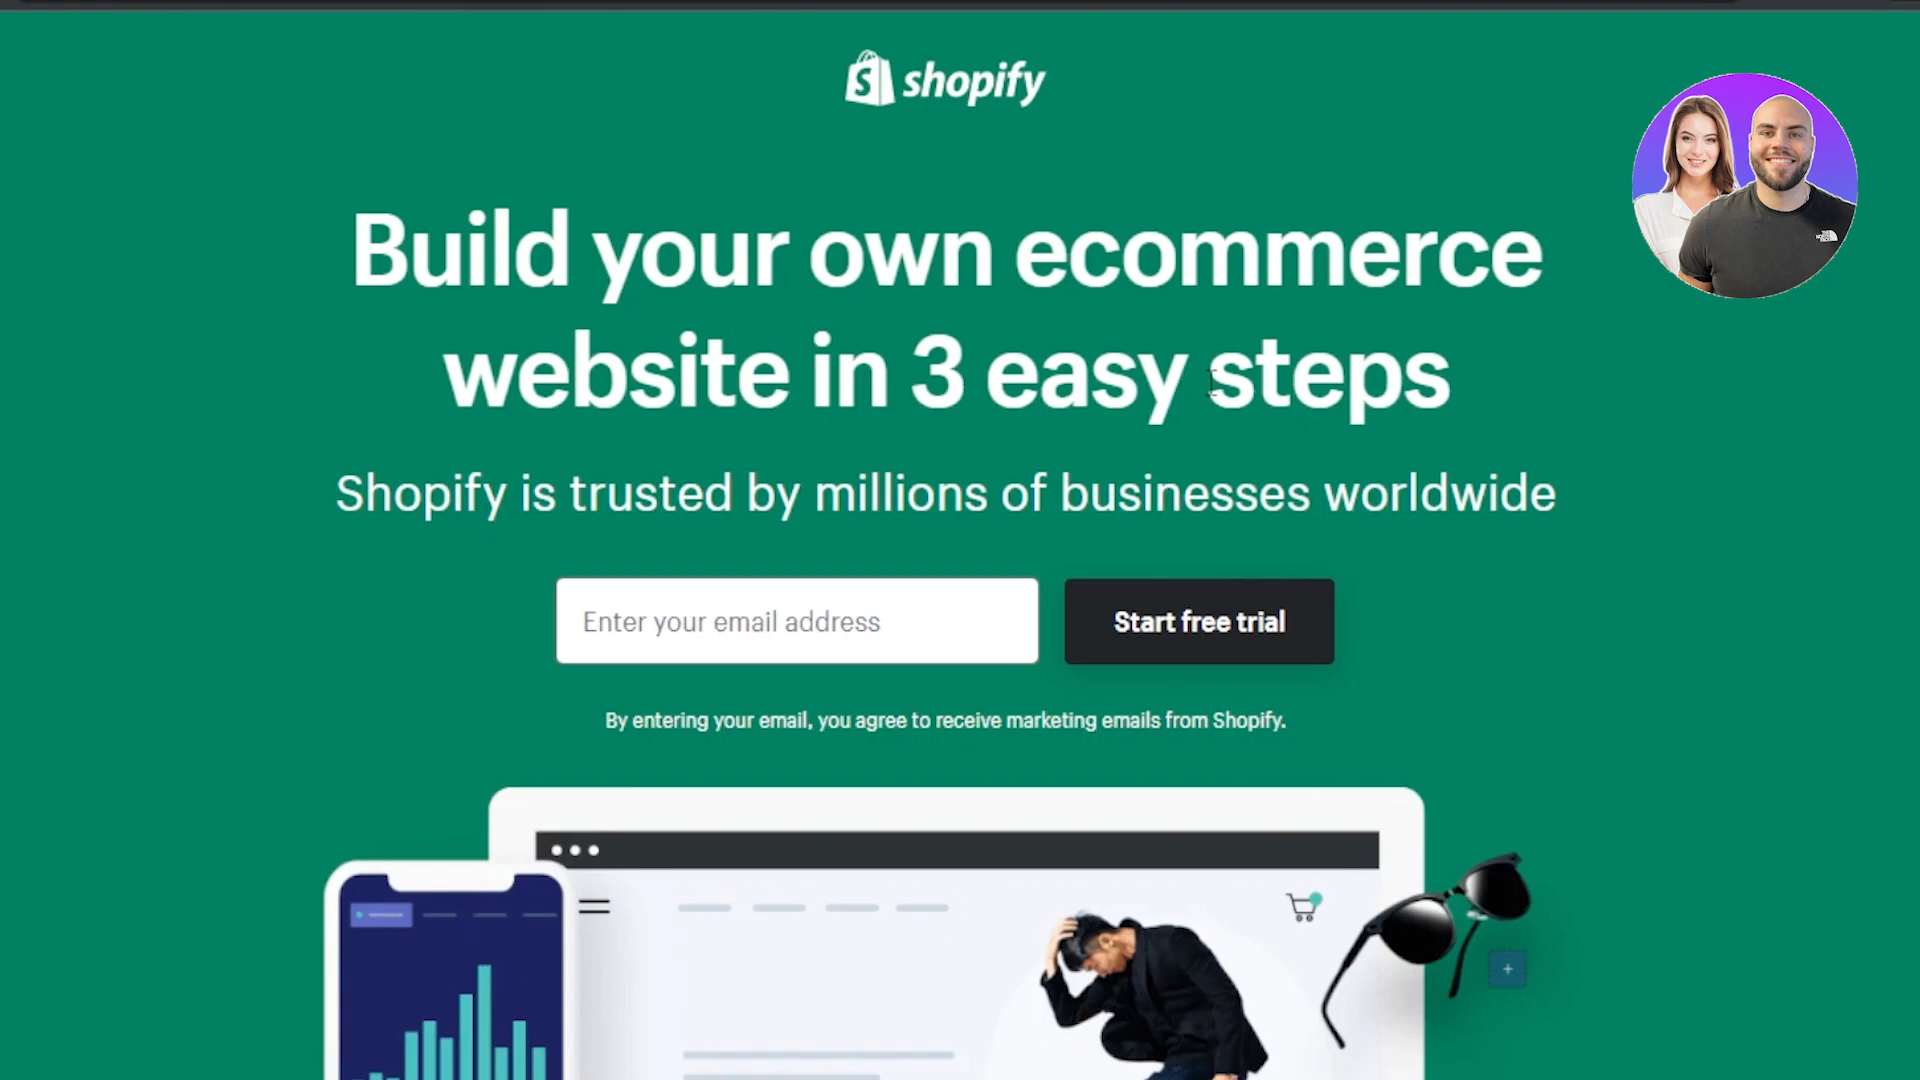 shopify
Build your own ecommerce
website in 3 easy steps
Shopify is trusted by millions of businesses worldwide
Enter your email address
Start free trial
By entering your email, you agree to receive marketing emails from Shopify.